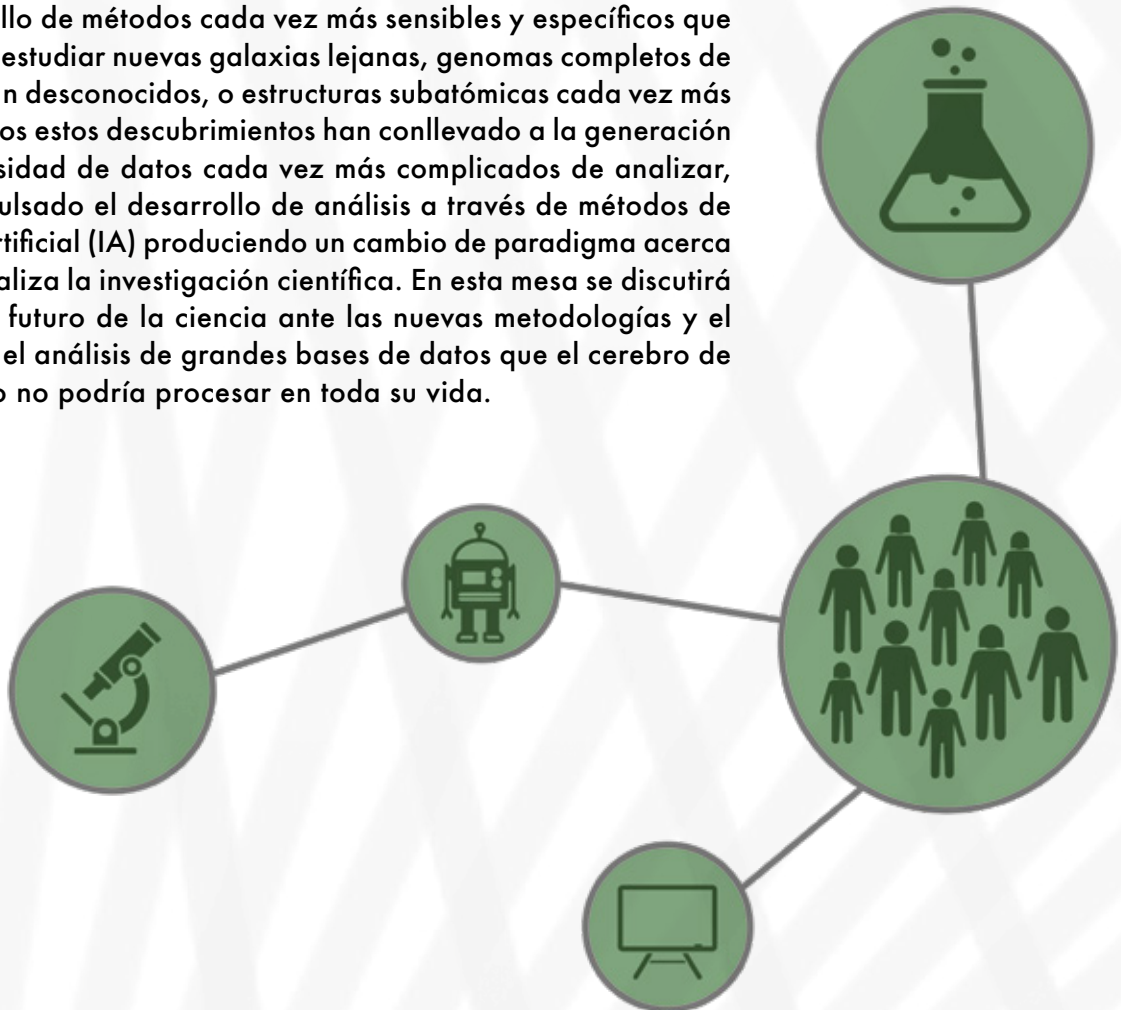 llo de métodos cada vez más sensibles y específicos que
estudiar nuevas galaxias lejanas, genomas completos de
n desconocidos, o estructuras subatómicas cada vez más
os estos descubrimientos han conllevado a la generación
sidad de datos cada vez más complicados de analizar,
ulsado el desarrollo de análisis a través de métodos de
rtificial (IA) produciendo un cambio de paradigma acerca
aliza la investigación científica. En esta mesa se discutirá
futuro de la ciencia ante las nuevas metodologías y el
el análisis de grandes bases de datos que el cerebro de
o no podría procesar en toda su vida.